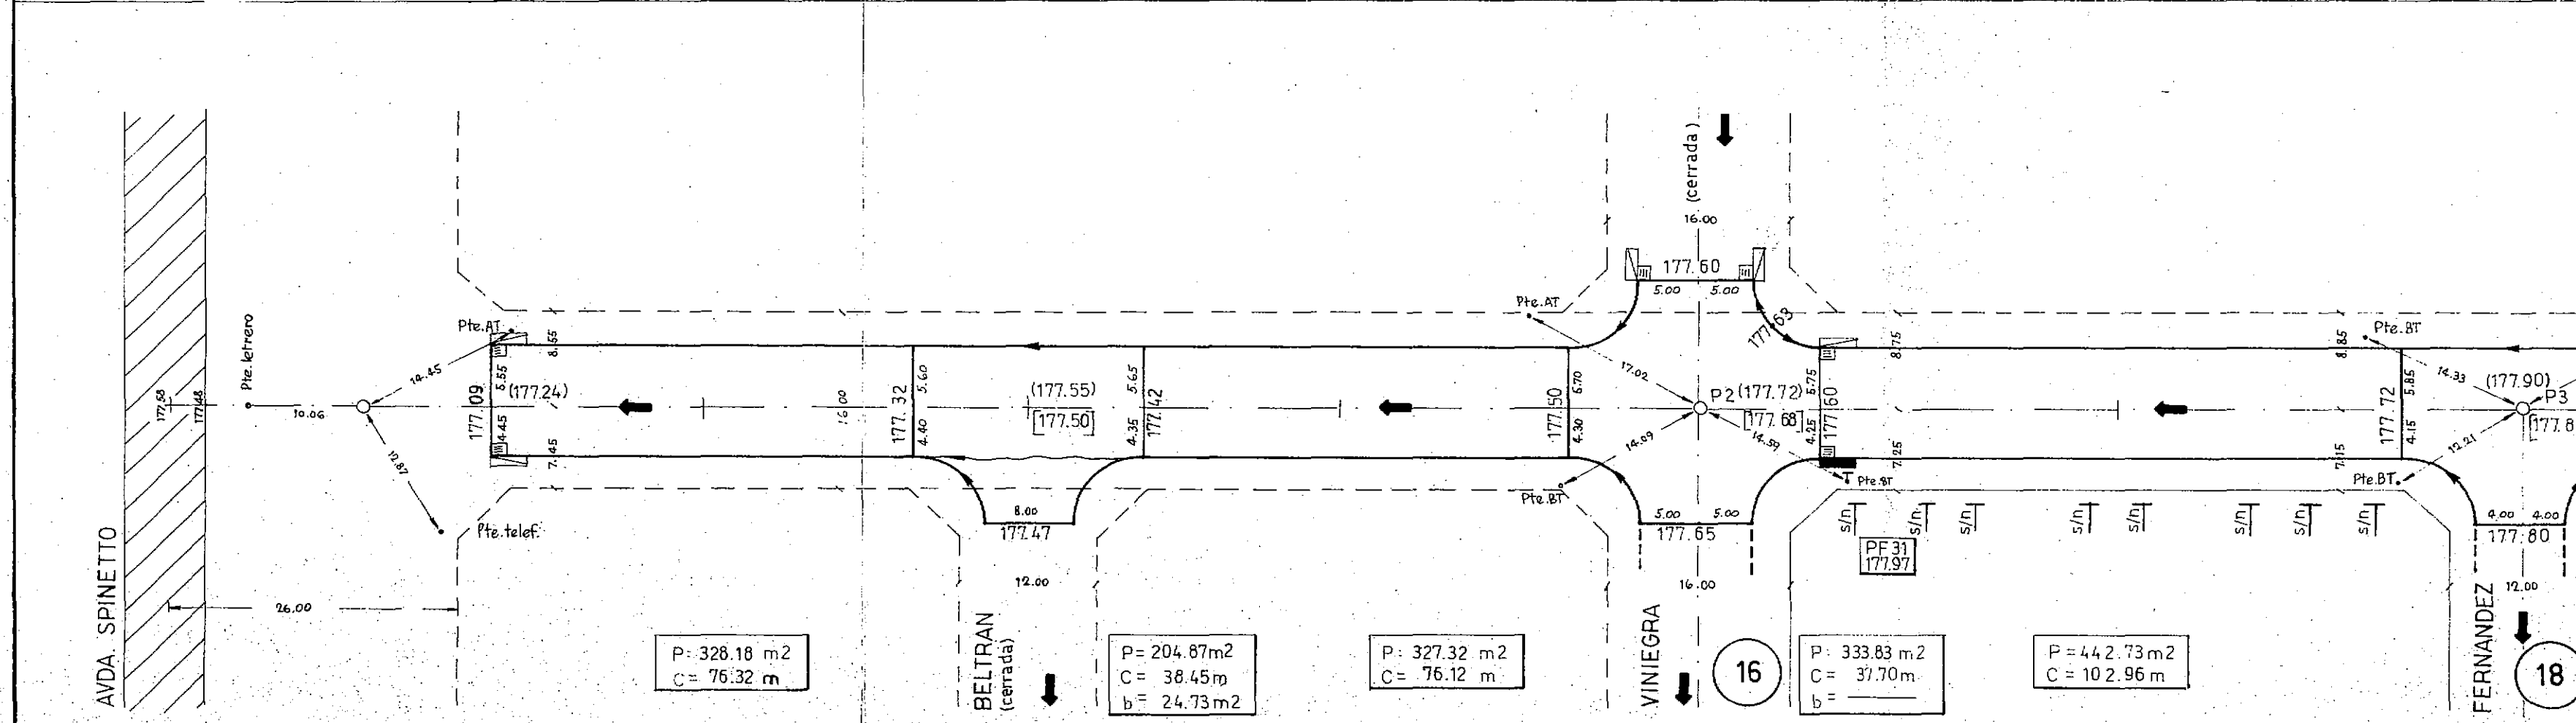 AVDA. SPINETTO
177.58
177.48
Pte. letrero
10.06
26.00
14.45
12.87
Pte.AT
Pte.telef.
177.09
5.55
4.45
(177.24)
8.55
7.45
16.00
177.32
5.60
4.40
(177.55)
[177.50]
5.65
4.35
177.42
8.00
177.47
12.00
BELTRAN
(cerrada)
P= 328.18 m2
C= 76.32 m
P= 204.87m2
C= 38.45m
b= 24.73m2
P= 327.32 m2
C= 76.12 m
Pte.AT
17.02
177.50
5.70
4.30
14.09
Pte.BT
(cerrada)
16.00
177.60
5.00 5.00
177.63
P2 (177.72)
[177.68]
14.59
5.75
4.25
177.60
Pte.BT
5.00 5.00
177.65
16.00
VINIEGRA
16
P= 333.83 m2
C= 37.70m
b=
PF 31
177.97
8.75
7.25
s/n
s/n
s/n
s/n
s/n
s/n
s/n
s/n
P= 442.73m2
C= 102.96 m
8.85
7.15
Pte.BT
14.33
177.72
5.85
4.15
(177.90)
P3
[177.8
12.21
Pte.BT
4.00 4.00
177.80
12.00
FERNANDEZ
18